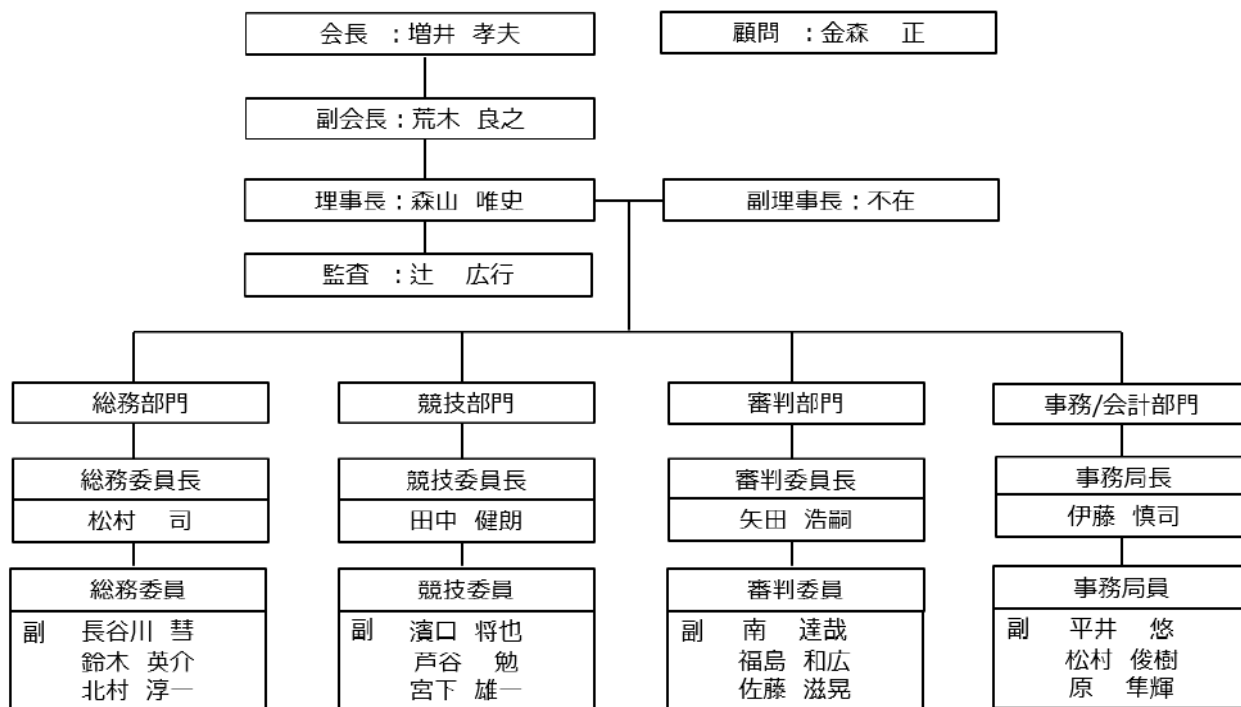 会長 :増井 孝夫
顧問 :金森 正
副会長:荒木 良之
理事長:森山 唯史
副理事長:不在
監査 :辻 広行
総務部門
総務委員長
松村 司
総務委員
副 長谷川 彗
鈴木 英介
北村 淳一
競技部門
競技委員長
田中 健朗
競技委員
副 濱口 将也
芦谷 勉
宮下 雄一
審判部門
審判委員長
矢田 浩嗣
審判委員
副 南 達哉
福島 和広
佐藤 滋晃
事務/会計部門
事務局長
伊藤 慎司
事務局員
副 平井 悠
松村 俊樹
原 隼輝